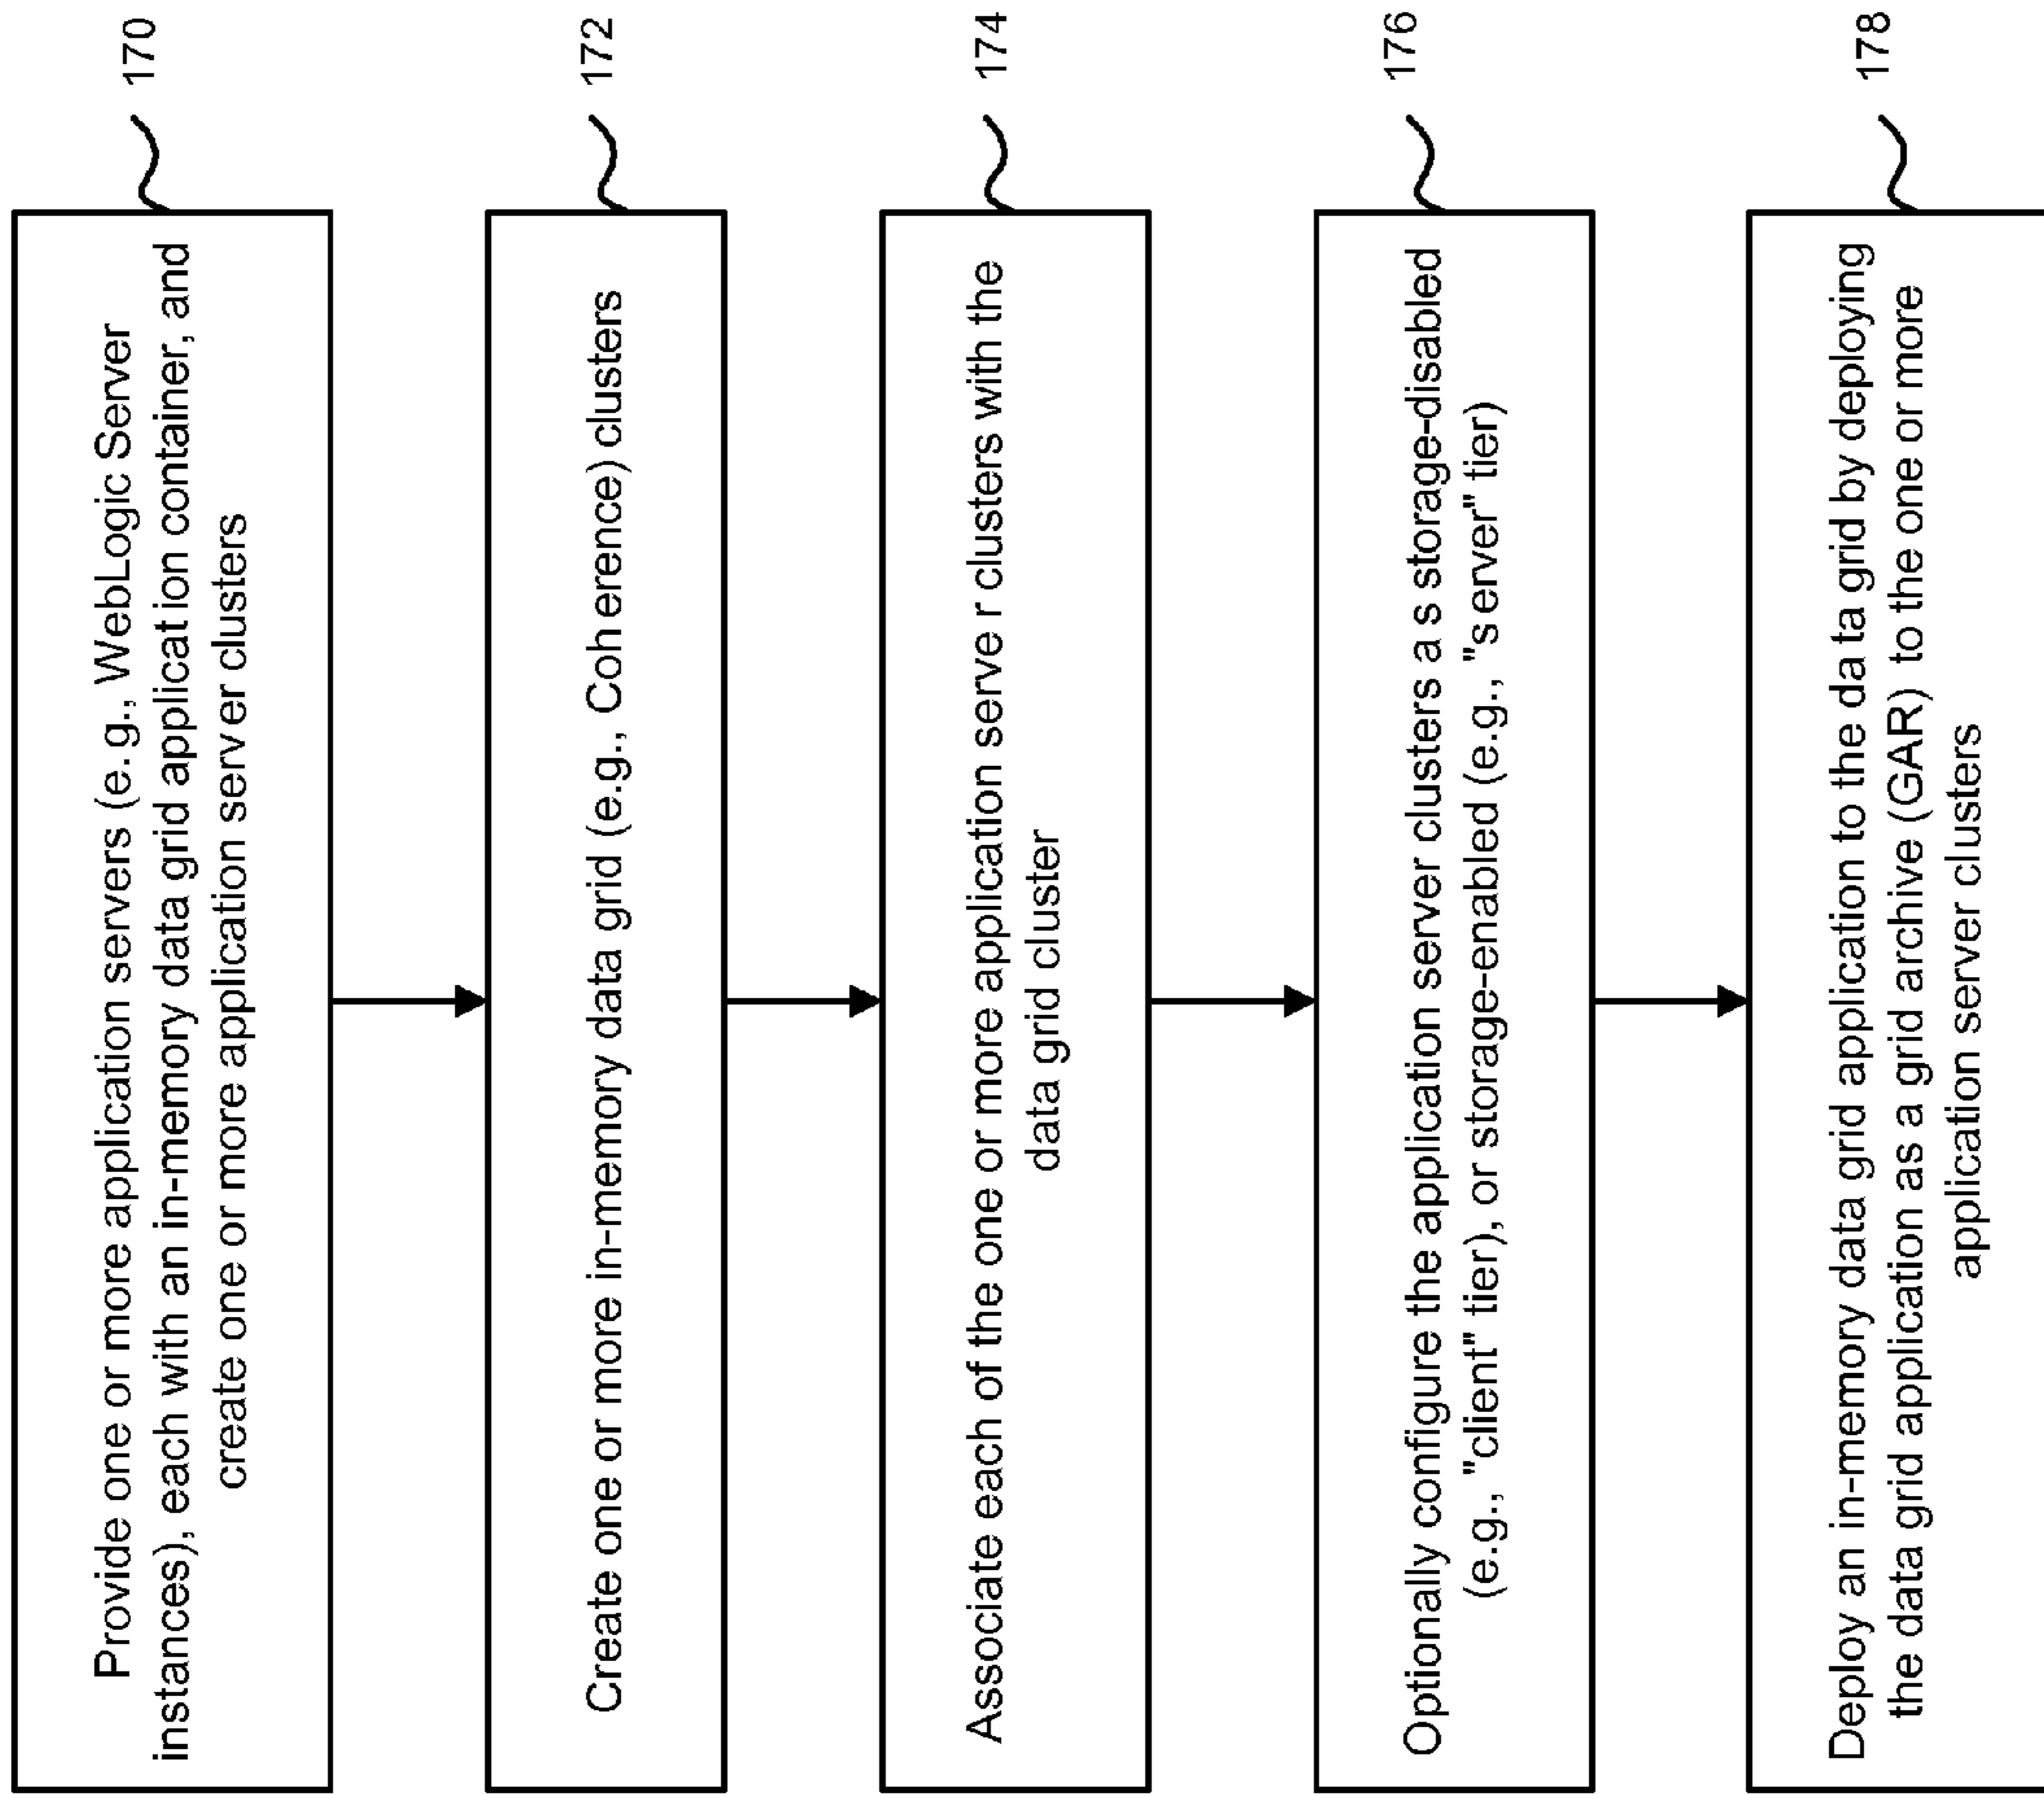 Provide one or more application servers (e.g., WebLogic Server
instances), each with an in-memory data grid application container, and
create one or more application server clusters
170
Create one or more in-memory data grid (e.g., Coherence) clusters
172
Associate each of the one or more application server clusters with the
data grid cluster
174
Optionally configure the application server clusters as storage-disabled
(e.g., "client" tier), or storage-enabled (e.g., "server" tier)
176
Deploy an in-memory data grid application to the data grid by deploying
the data grid application as a grid archive (GAR) to the one or more
application server clusters
178